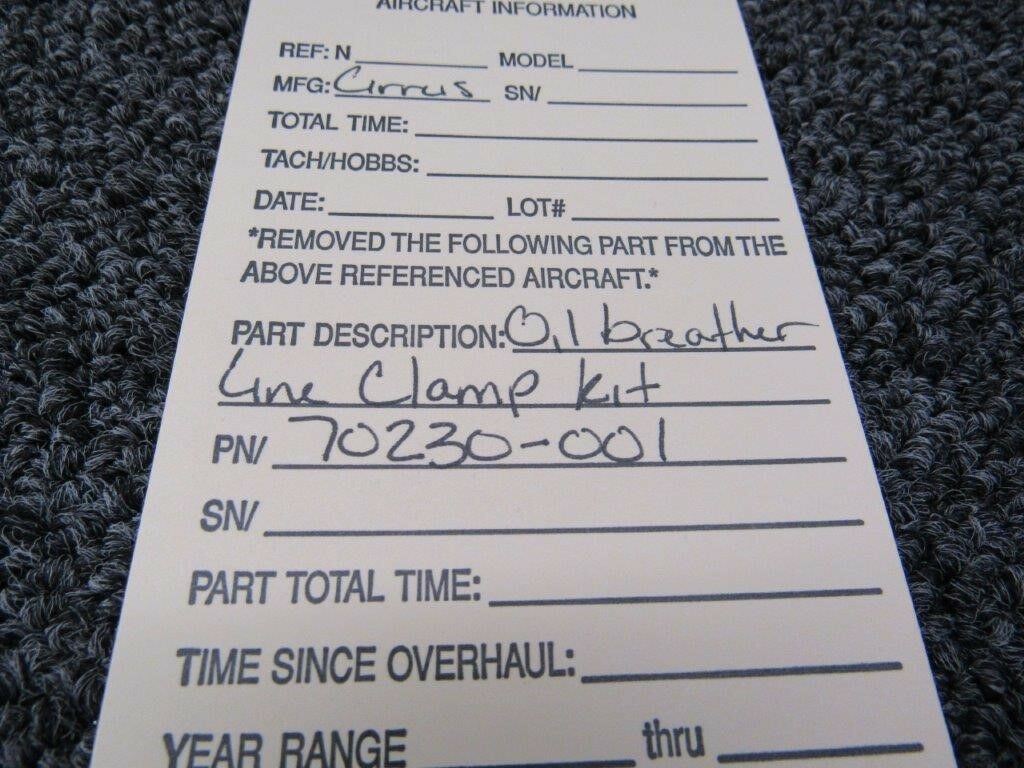 AIRCRAFT INFORMATION
REF: N MODEL
MFG: Cirrus SN/
TOTAL TIME:
TACH/HOBBS:
DATE: LOT#
*REMOVED THE FOLLOWING PART FROM THE
ABOVE REFERENCED AIRCRAFT.*
PART DESCRIPTION: Oil breather
Line Clamp kit
PN/ 70230-001
SN/
PART TOTAL TIME:
TIME SINCE OVERHAUL:
YEAR RANGE thru